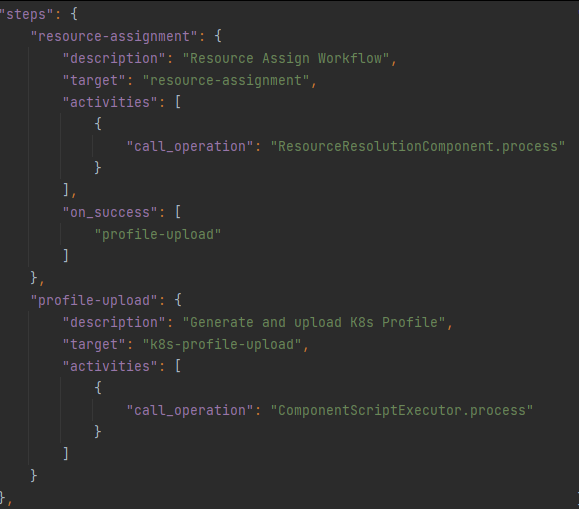 "steps": {
"resource-assignment": {
"description": "Resource Assign Workflow",
"target": "resource-assignment",
"activities": [
{
"call_operation": "ResourceResolutionComponent.process"
}
],
"on_success": [
"profile-upload"
]
},
"profile-upload": {
"description": "Generate and upload K8s Profile",
"target": "k8s-profile-upload",
"activities": [
{
"call_operation": "ComponentScriptExecutor.process"
}
]
}
},